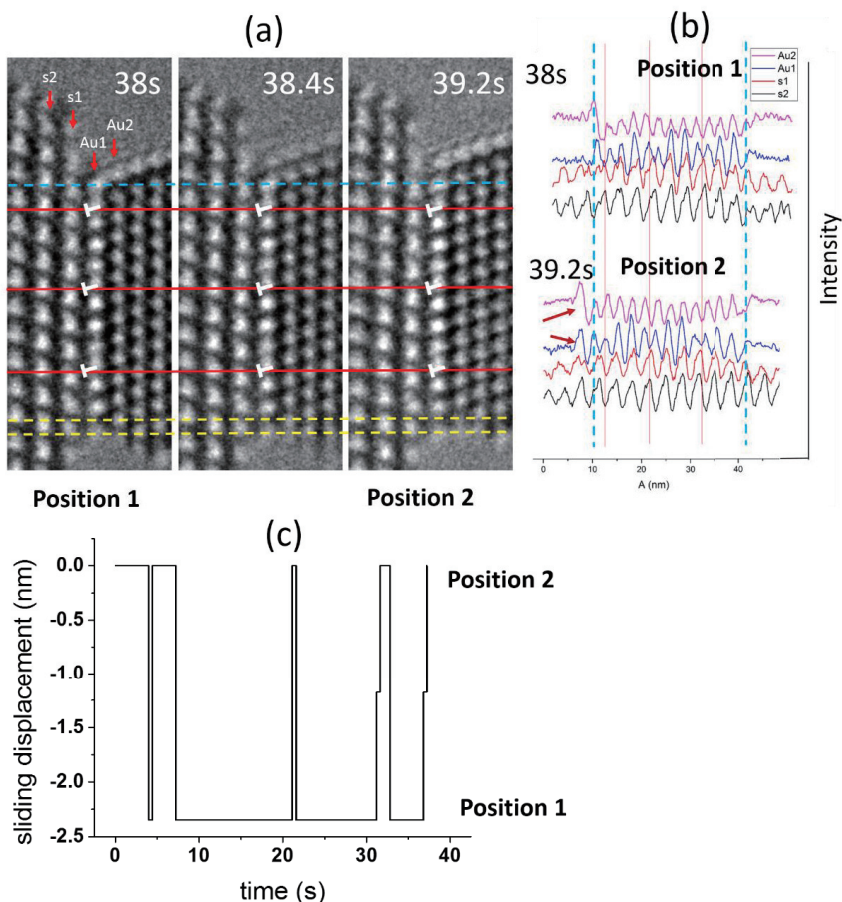 (a)
38s
38.4s
39.2s
s2
s1
Au1
Au2
Position 1
Position 2
(b)
38s
Position 1
Au2
Au1
s1
s2
39.2s
Position 2
Intensity
0
10
20
30
40
A (nm)
(c)
0.0
-0.5
-1.0
-1.5
-2.0
-2.5
sliding displacement (nm)
Position 2
Position 1
0
10
20
30
40
time (s)